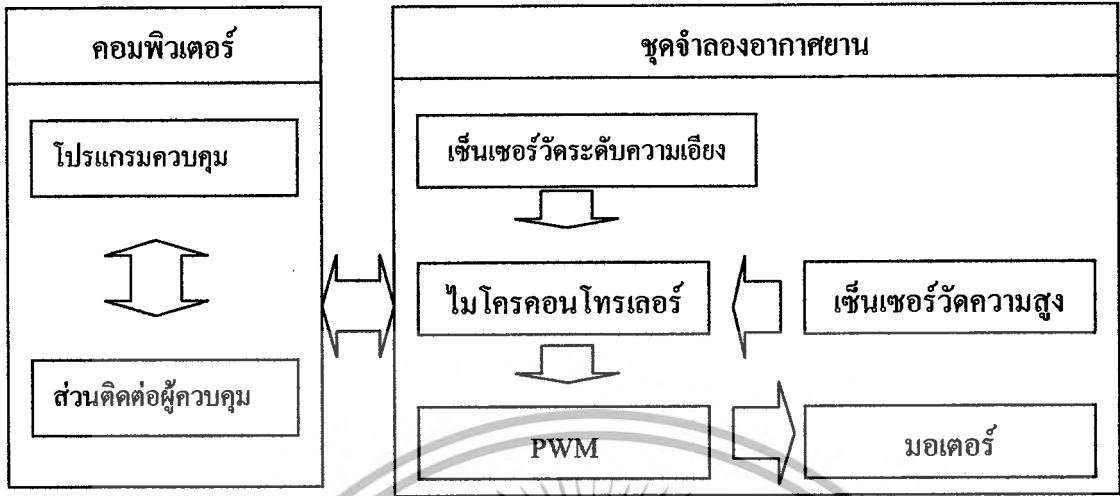 คอมพิวเตอร์
โปรแกรมควบคุม
ส่วนติดต่อผู้ควบคุม
ชุดจำลองอากาศยาน
เซ็นเซอร์วัดระดับความเอียง
ไมโครคอนโทรเลอร์
เซ็นเซอร์วัดความสูง
PWM
มอเตอร์